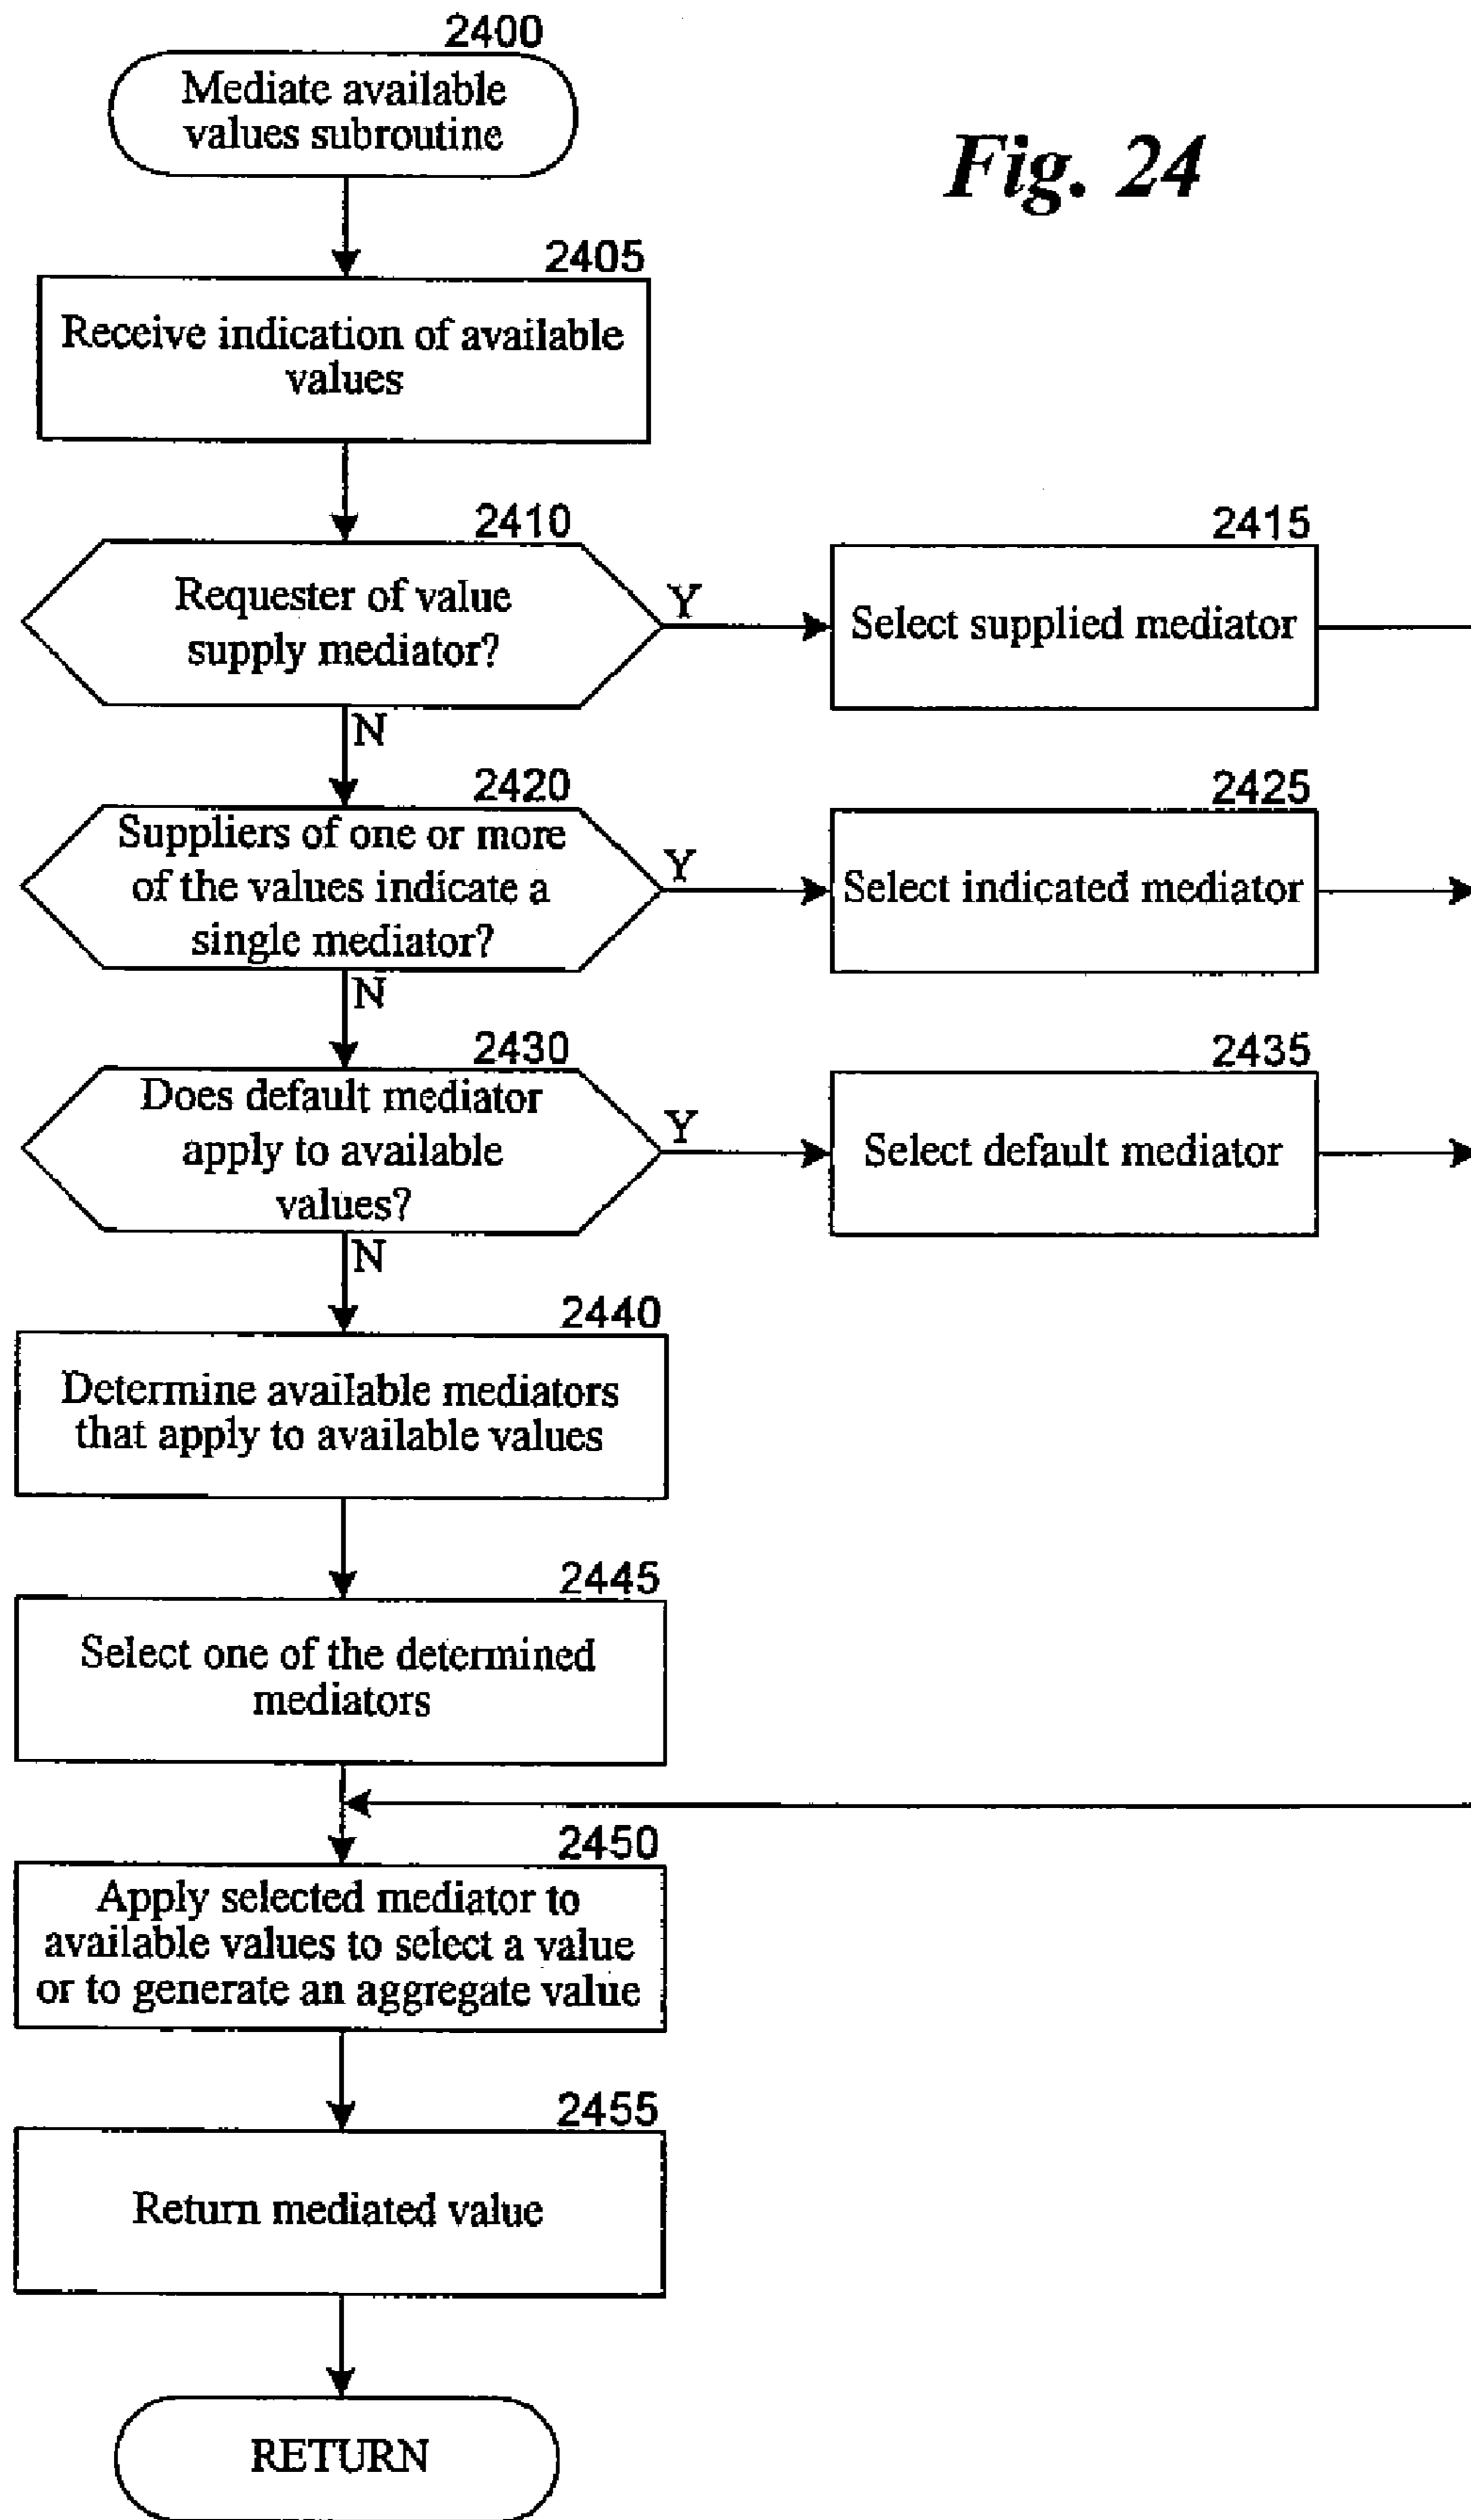 2400
Mediate available
values subroutine
Fig. 24
2405
Receive indication of available
values
2410
Requester of value
supply mediator?
Y
2415
Select supplied mediator
N
2420
Suppliers of one or more
of the values indicate a
single mediator?
Y
2425
Select indicated mediator
N
2430
Does default mediator
apply to available
values?
Y
2435
Select default mediator
N
2440
Determine available mediators
that apply to available values
2445
Select one of the determined
mediators
2450
Apply selected mediator to
available values to select a value
or to generate an aggregate value
2455
Return mediated value
RETURN